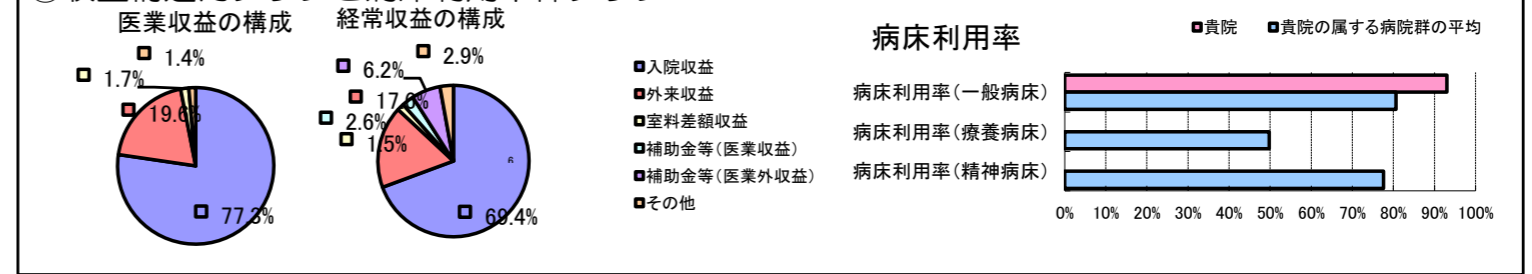 医業収益の構成
1.4%
1.7%
19.6%
77.3%
経常収益の構成
2.9%
6.2%
17.6%
2.6%
1.5%
69.4%
入院収益
外来収益
室料差額収益
補助金等(医業収益)
補助金等(医業外収益)
その他
病床利用率
貴院
貴院の属する病院群の平均
病床利用率(一般病床)
病床利用率(療養病床)
病床利用率(精神病床)
0% 10% 20% 30% 40% 50% 60% 70% 80% 90% 100%